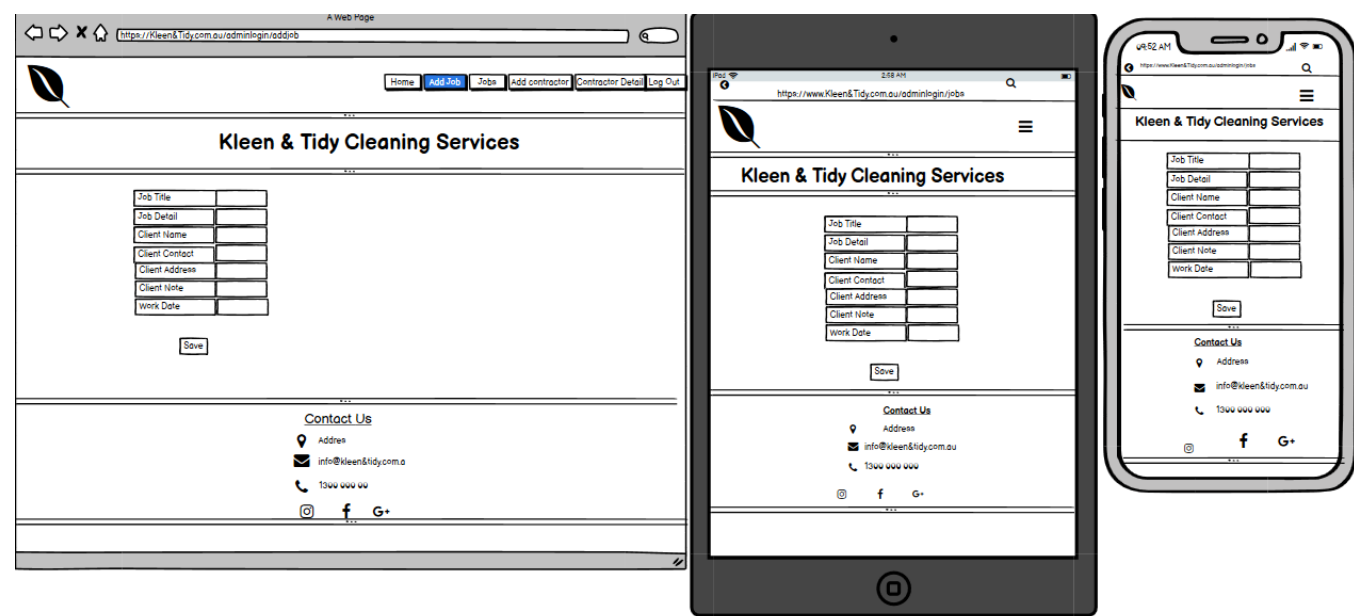 A Web Page
https://Kleen&Tidy.com.au/adminlogin/addjob
Home Add Job Jobs Add contractor Contractor Detail Log Out
Kleen & Tidy Cleaning Services
Job Title
Job Detail
Client Name
Client Contact
Client Address
Client Note
Work Date
Save
Contact Us
Addres
info@kleen&tidy.com.a
1300 000 00
G+
iPad 2:58 AM
https://www.Kleen&Tidy.com.au/adminlogin/jobs
Kleen & Tidy Cleaning Services
Job Title
Job Detail
Client Name
Client Contact
Client Address
Client Note
Work Date
Save
Contact Us
Address
info@kleen&tidy.com.au
1300 000 000
G+
09:52 AM
https://www.Kleen&Tidy.com.au/adminlogin/jobs
Kleen & Tidy Cleaning Services
Job Title
Job Detail
Client Name
Client Contact
Client Address
Client Note
Work Date
Save
Contact Us
Address
info@kleen&tidy.com.au
1300 000 000
G+